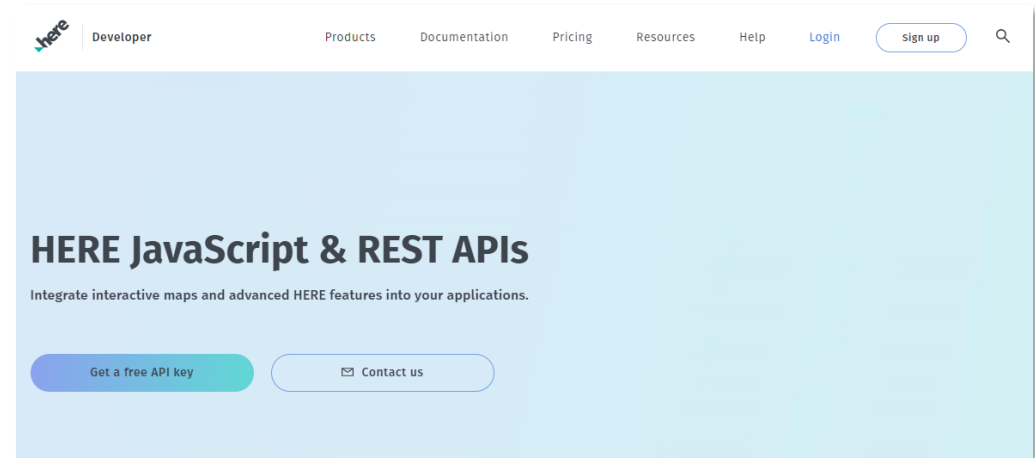 here
Developer
Products
Documentation
Pricing
Resources
Help
Login
Sign up
HERE JavaScript & REST APIs
Integrate interactive maps and advanced HERE features into your applications.
Get a free API key
Contact us